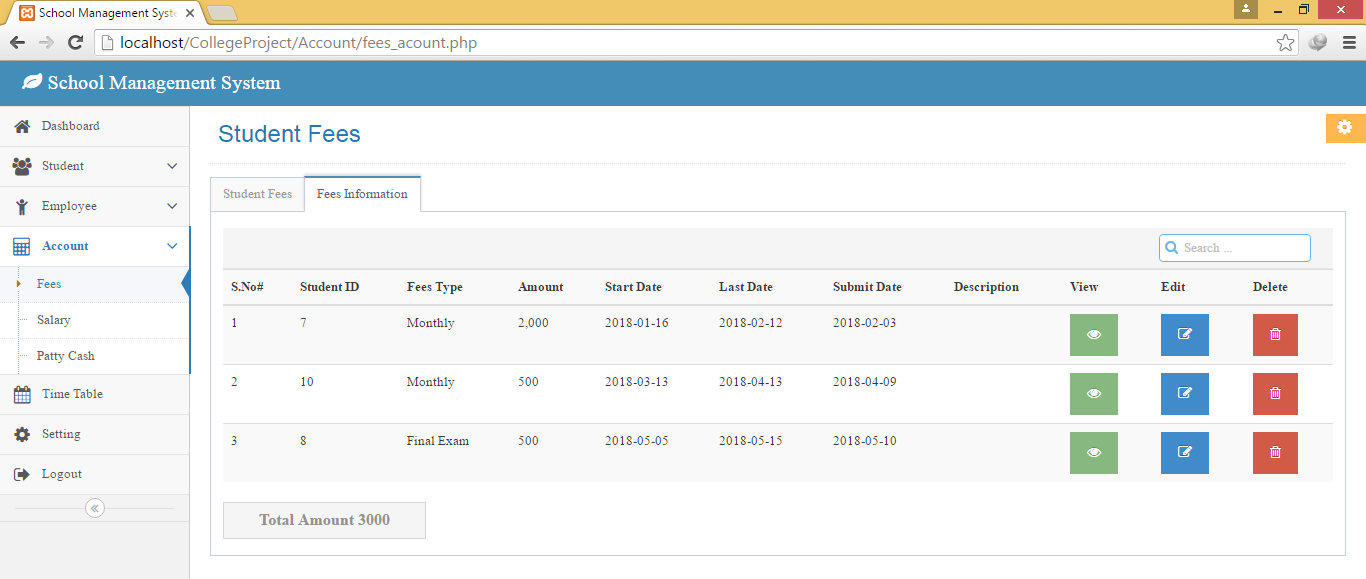 School Management Syste
localhost/CollegeProject/Account/fees_acount.php
School Management System
Dashboard
Student
Employee
Account
Fees
Salary
Patty Cash
Time Table
Setting
Logout
Student Fees
Student Fees Fees Information
Search ...
S.No# Student ID Fees Type Amount Start Date Last Date Submit Date Description View Edit Delete
1 7 Monthly 2,000 2018-01-16 2018-02-12 2018-02-03
2 10 Monthly 500 2018-03-13 2018-04-13 2018-04-09
3 8 Final Exam 500 2018-05-05 2018-05-15 2018-05-10
Total Amount 3000